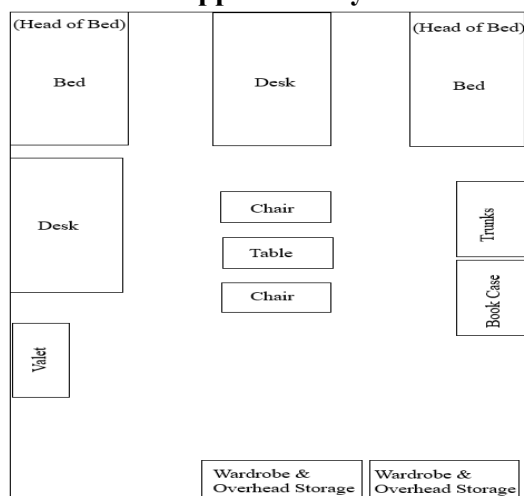 (Head of Bed)
Bed
Desk
(Head of Bed)
Bed
Desk
Chair
Table
Chair
Trunks
Book Case
Valet
Wardrobe &
Overhead Storage
Wardrobe &
Overhead Storage